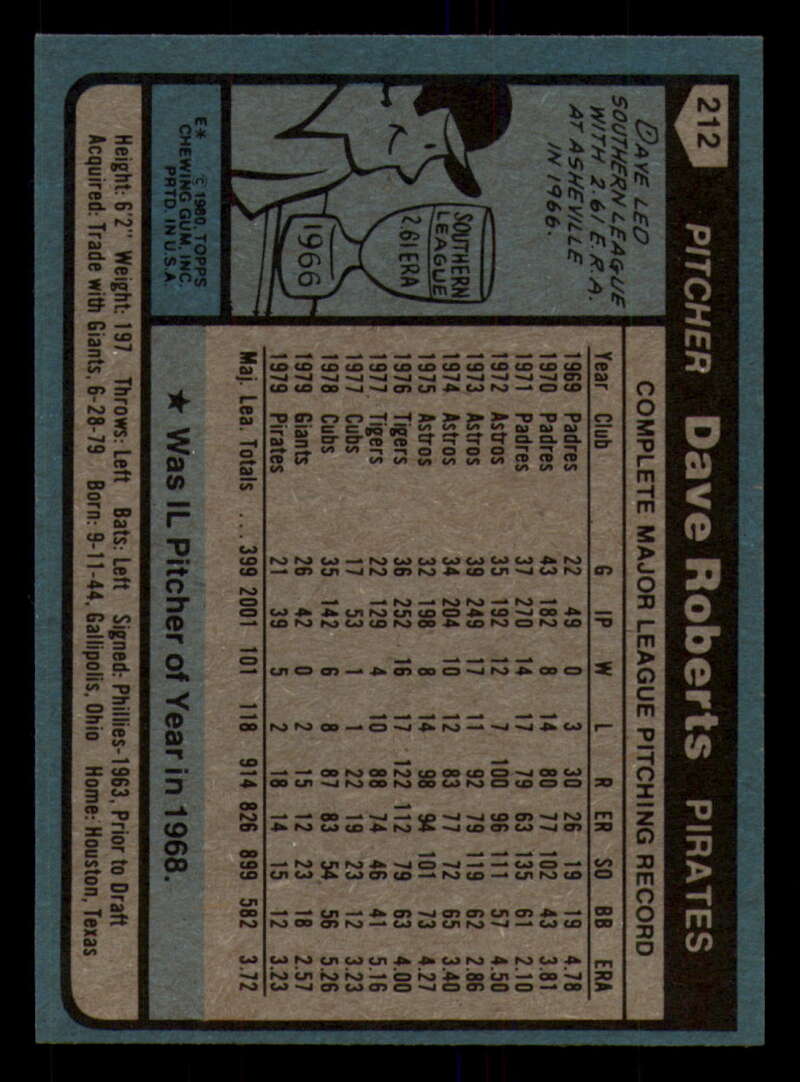 212 PITCHER Dave Roberts PIRATES
DAVE LED
SOUTHERN LEAGUE
WITH 2.61 E.R.A.
AT ASHEVILLE
IN 1966.
SOUTHERN
LEAGUE
2.61 ERA
1966
E* © 1980 TOPPS
CHEWING GUM, INC.
PRTD. IN U.S.A.
COMPLETE MAJOR LEAGUE PITCHING RECORD
Year Club G IP W L R ER SO BB ERA
1969 Padres 22 49 0 3 30 26 19 19 4.78
1970 Padres 43 182 8 14 80 77 102 43 3.81
1971 Padres 37 270 14 17 79 63 135 61 2.10
1972 Astros 35 192 12 7 100 96 111 57 4.50
1973 Astros 39 249 17 11 92 79 119 62 2.86
1974 Astros 34 204 10 12 83 77 72 65 3.40
1975 Astros 32 198 8 14 98 94 101 73 4.27
1976 Tigers 36 252 16 17 122 112 79 63 4.00
1977 Tigers 22 129 4 10 88 74 46 41 5.16
1977 Cubs 17 53 1 1 22 19 23 12 3.23
1978 Cubs 35 142 6 8 87 83 54 56 5.26
1979 Giants 26 42 0 2 15 12 23 18 2.57
1979 Pirates 21 39 5 2 18 14 15 12 3.23
Maj. Lea. Totals ... 399 2001 101 118 914 826 899 582 3.72
★ Was IL Pitcher of Year in 1968.
Height: 6'2" Weight: 197 Throws: Left Bats: Left Signed: Phillies-1963, Prior to Draft
Acquired: Trade with Giants, 6-28-79 Born: 9-11-44, Gallipolis, Ohio Home: Houston, Texas